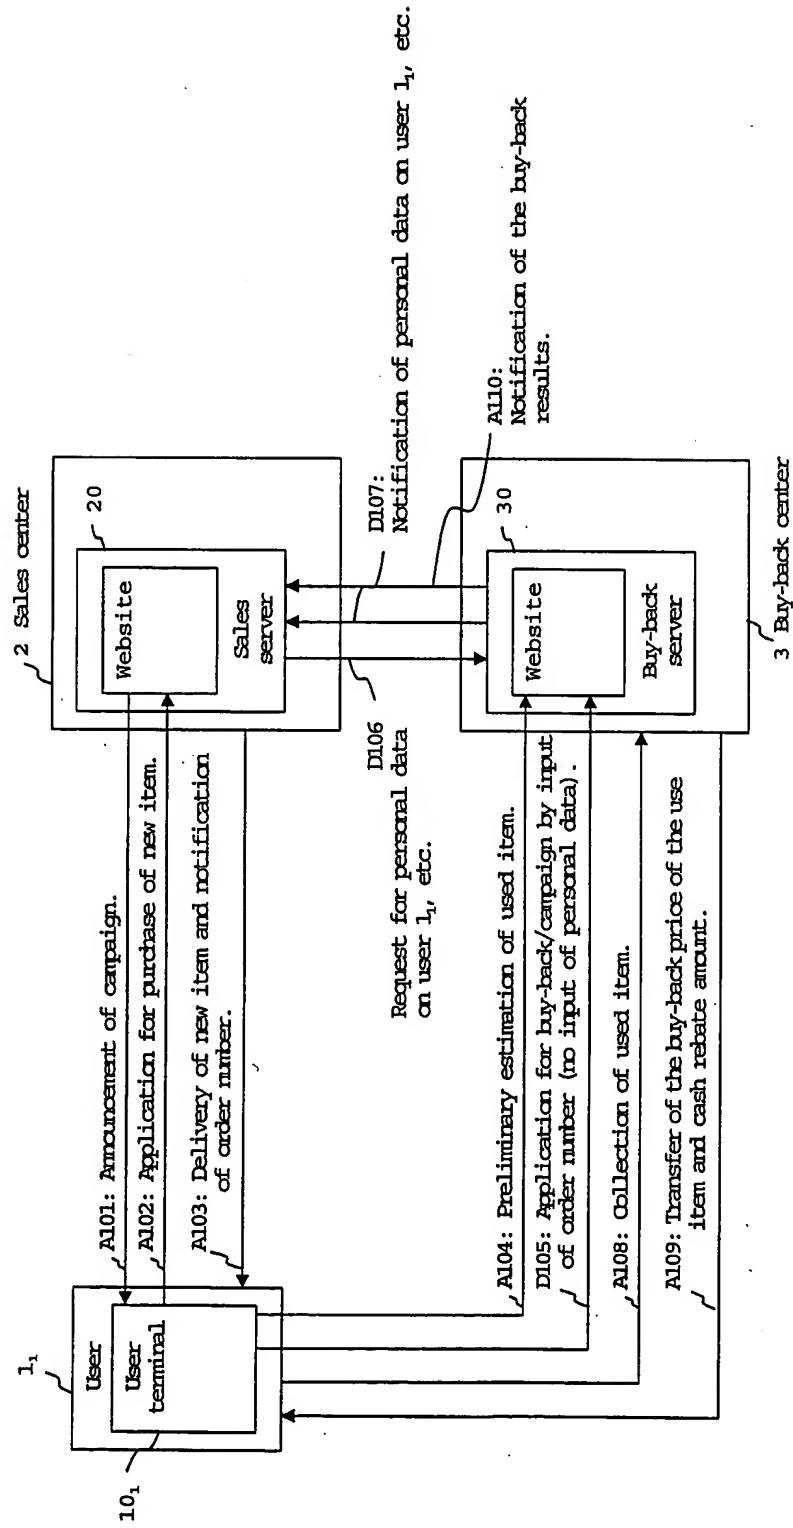 1₁
User
User
terminal
10₁
A101: Announcement of campaign.
A102: Application for purchase of new item.
A103: Delivery of new item and notification
of order number.
2 Sales center
20
Website
Sales
server
D106
Request for personal data
on user 1₁, etc.
D107:
Notification of personal data on user 1₁, etc.
A110:
Notification of the buy-back
results.
A104: Preliminary estimation of used item.
D105: Application for buy-back/campaign by input
of order number (no input of personal data).
A108: Collection of used item.
A109: Transfer of the buy-back price of the use
item and cash rebate amount.
30
Website
Buy-back
server
3 Buy-back center